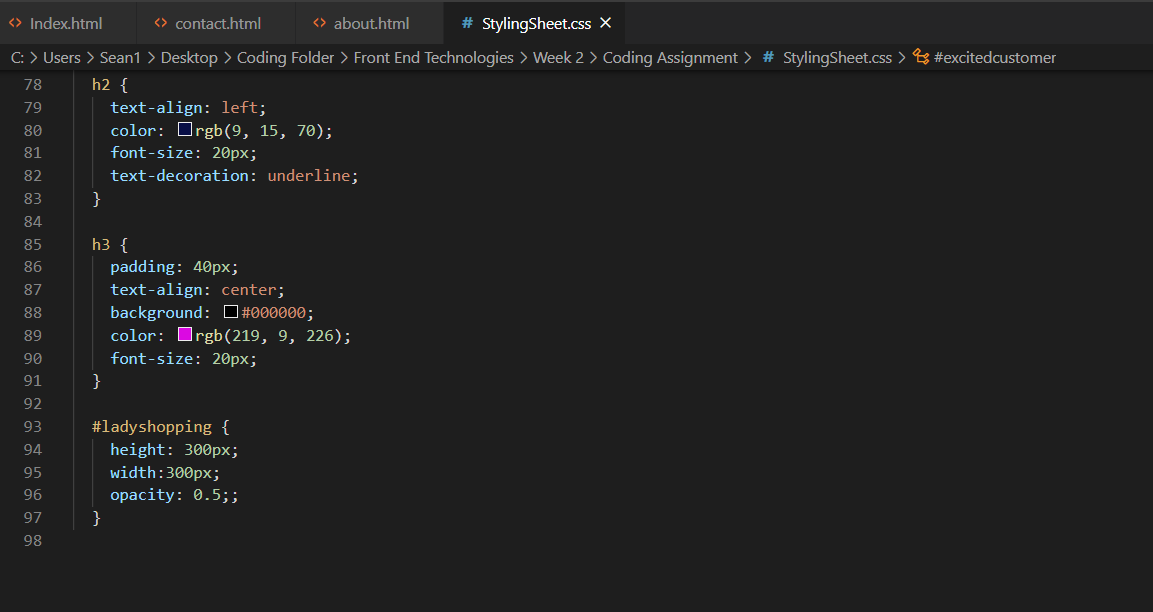 Index.html contact.html about.html # StylingSheet.css ×
C: > Users > Sean1 > Desktop > Coding Folder > Front End Technologies > Week 2 > Coding Assignment > # StylingSheet.css > #excitedcustomer
78 h2 {
79 text-align: left;
80 color: rgb(9, 15, 70);
81 font-size: 20px;
82 text-decoration: underline;
83 }
84
85 h3 {
86 padding: 40px;
87 text-align: center;
88 background: #000000;
89 color: rgb(219, 9, 226);
90 font-size: 20px;
91 }
92
93 #ladyshopping {
94 height: 300px;
95 width:300px;
96 opacity: 0.5;;
97 }
98